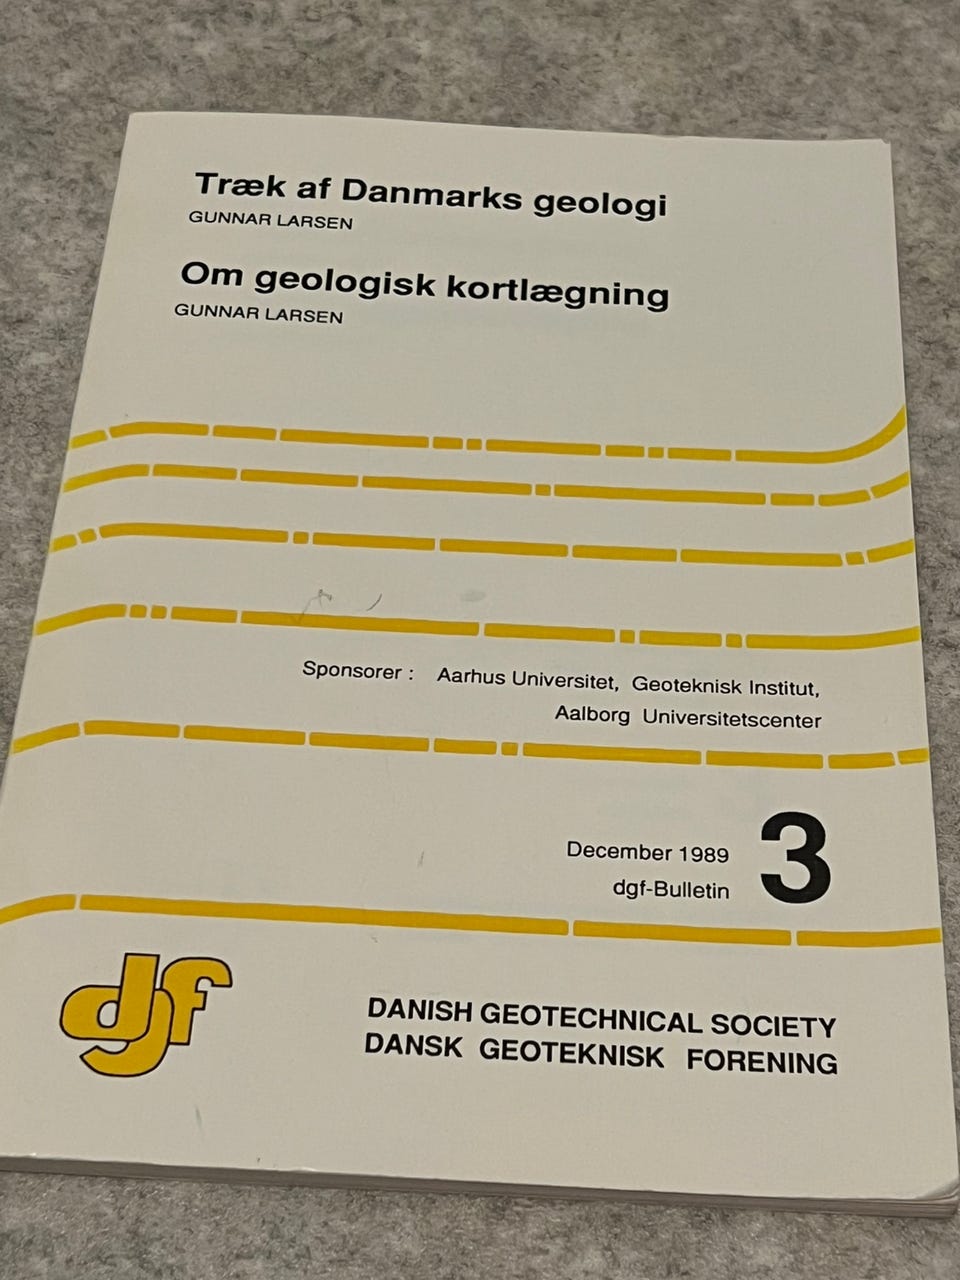 Træk af Danmarks geologi
GUNNAR LARSEN
Om geologisk kortlægning
GUNNAR LARSEN
Sponsorer : Aarhus Universitet, Geoteknisk Institut,
Aalborg Universitetscenter
December 1989
dgf-Bulletin
3
dgf
DANISH GEOTECHNICAL SOCIETY
DANSK GEOTEKNISK FORENING